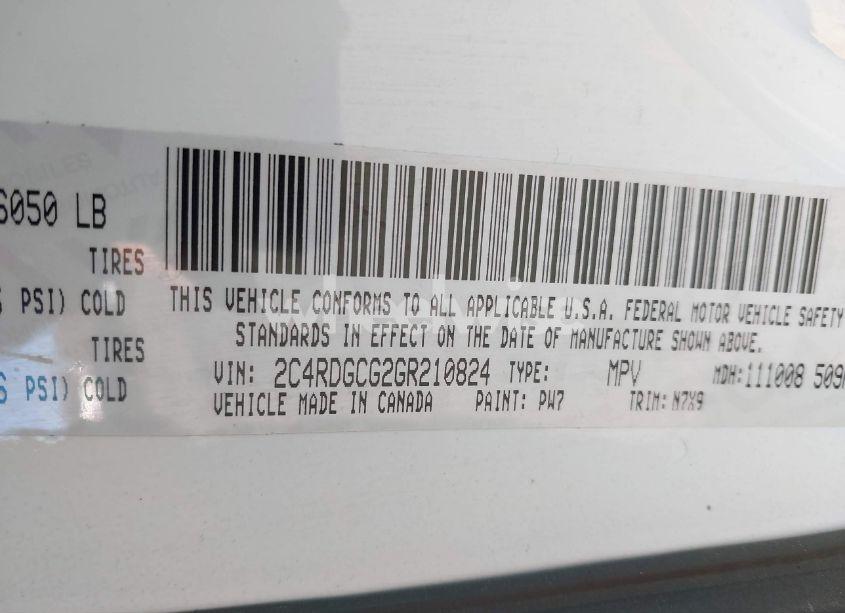 6050 LB
TIRES
PSI) COLD
THIS VEHICLE CONFORMS TO ALL APPLICABLE U.S.A. FEDERAL MOTOR VEHICLE SAFETY
STANDARDS IN EFFECT ON THE DATE OF MANUFACTURE SHOWN ABOVE.
TIRES
PSI) COLD
VIN: 2C4RDGCG2GR210824 TYPE: MPV MDH:111008 509
VEHICLE MADE IN CANADA PAINT: PW7 TRIM: N7X9